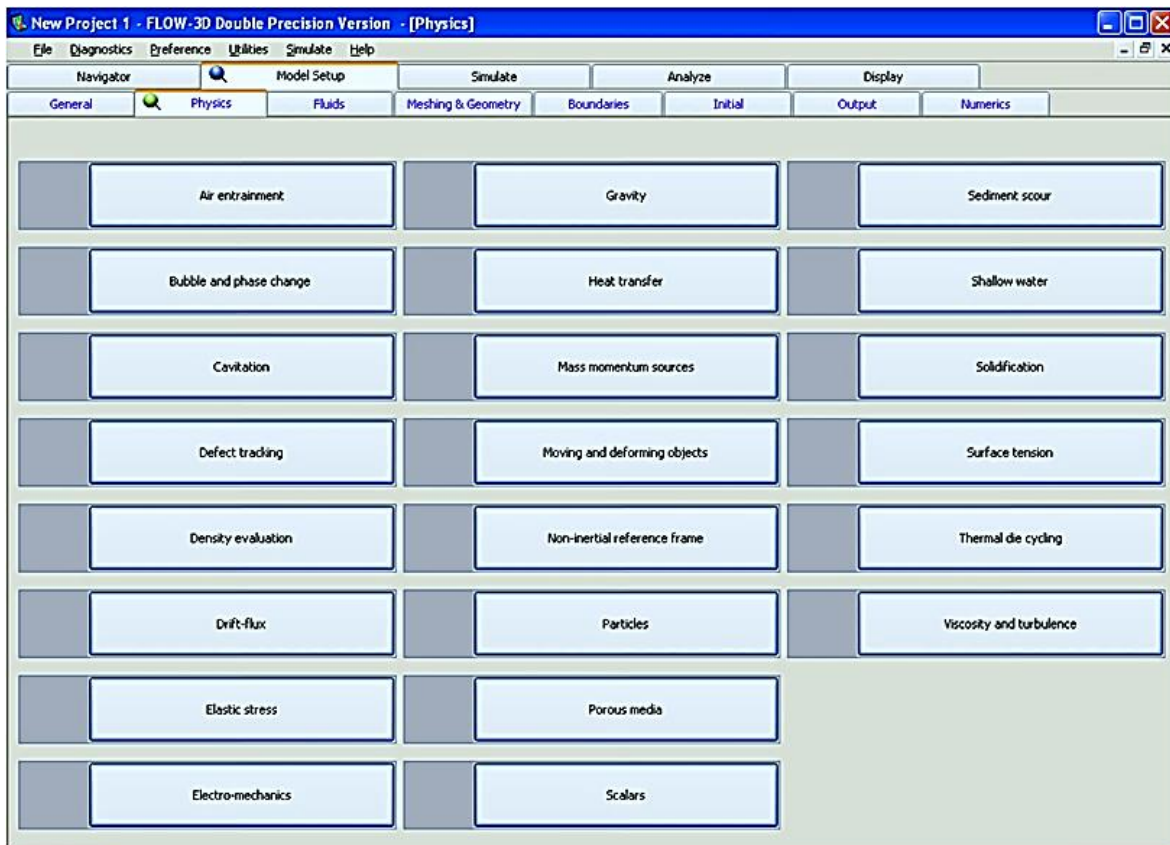 New Project 1 - FLOW-3D Double Precision Version - [Physics]
File Diagnostics Preference Utilities Simulate Help
Navigator Model Setup Simulate Analyze Display
General Physics Fluids Meshing & Geometry Boundaries Initial Output Numerics
Air entrainment Gravity Sediment scour
Bubble and phase change Heat transfer Shallow water
Cavitation Mass momentum sources Solidification
Defect tracking Moving and deforming objects Surface tension
Density evaluation Non-inertial reference frame Thermal die cycling
Drift-flux Particles Viscosity and turbulence
Elastic stress Porous media
Electro-mechanics Scalars